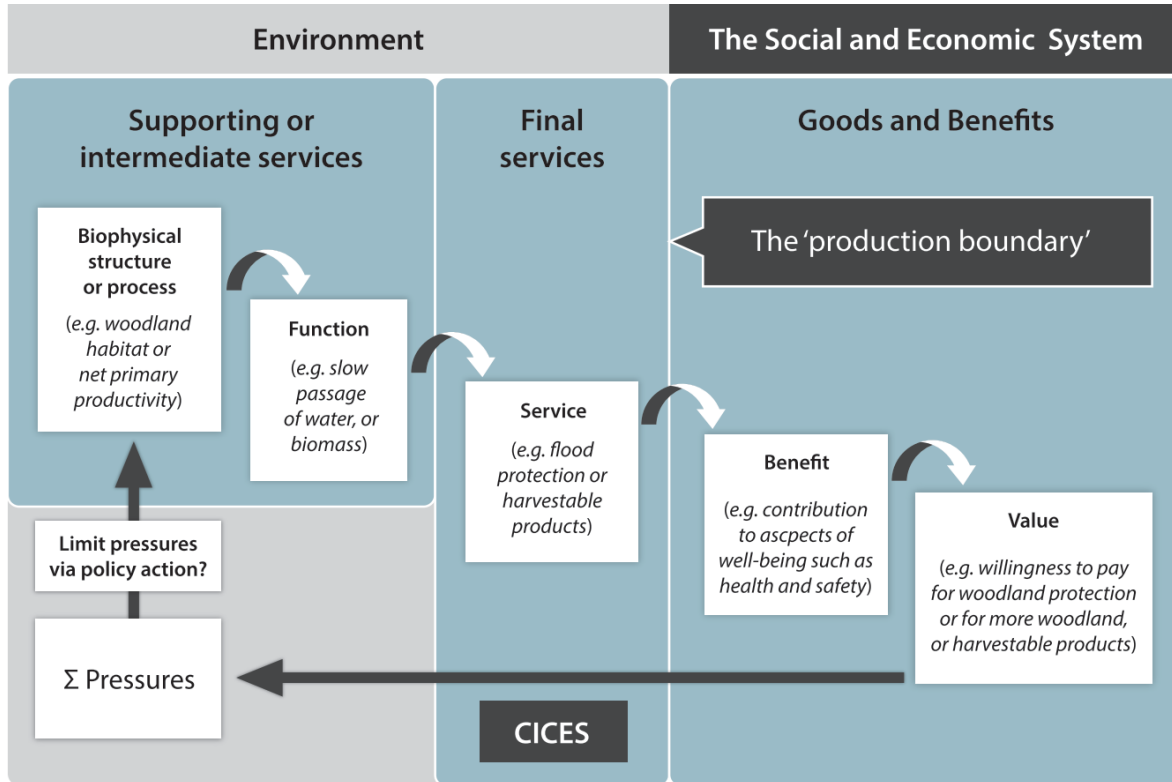 Environment
The Social and Economic System
Supporting or
intermediate services
Final
services
Goods and Benefits
The ‘production boundary’
Biophysical
structure
or process
(e.g. woodland
habitat or
net primary
productivity)
Function
(e.g. slow
passage
of water, or
biomass)
Service
(e.g. flood
protection or
harvestable
products)
Benefit
(e.g. contribution
to ascpects of
well-being such as
health and safety)
Value
(e.g. willingness to pay
for woodland protection
or for more woodland,
or harvestable products)
Limit pressures
via policy action?
Σ Pressures
CICES